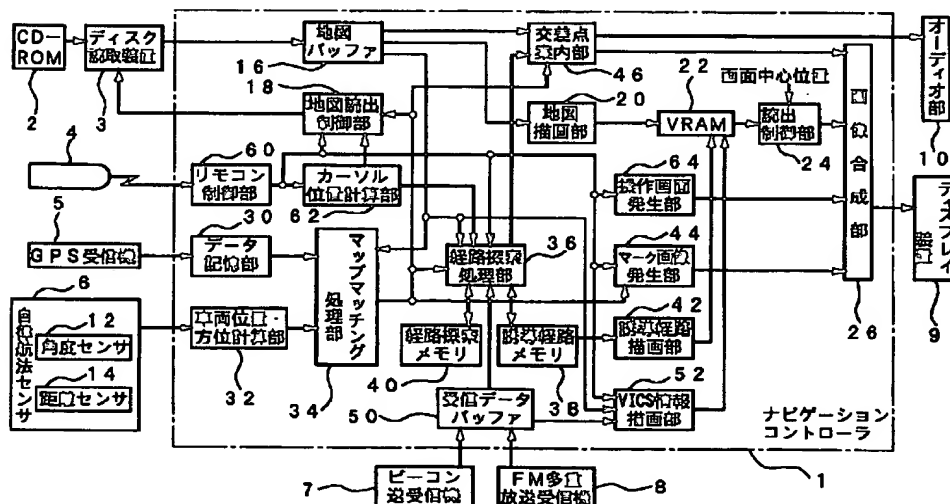 CD-
ROM
2
ディスク
読取装置
3
地図
バッファ
16
交差点
案内部
46
オーディオ部
10
18
地図読出
制御部
20
地図
描画部
22
VRAM
画面中心位置
読出
制御部
24
画像合成部
26
4
60
リモコン
制御部
カーソル
位置計算部
62
64
操作画面
発生部
5
GPS受信機
30
データ
記憶部
マップマッチング
処理部
34
36
経路探索
処理部
44
マーク画像
発生部
ディスプレイ
装置
9
6
自律航法センサ
12
角度センサ
14
距離センサ
車両位置・
方位計算部
32
経路探索
メモリ
40
誘導経路
メモリ
38
42
誘導経路
描画部
50
受信データ
バッファ
52
VICS情報
描画部
ナビゲーション
コントローラ
1
7
ビーコン
送受信機
FM多重
放送受信機
8